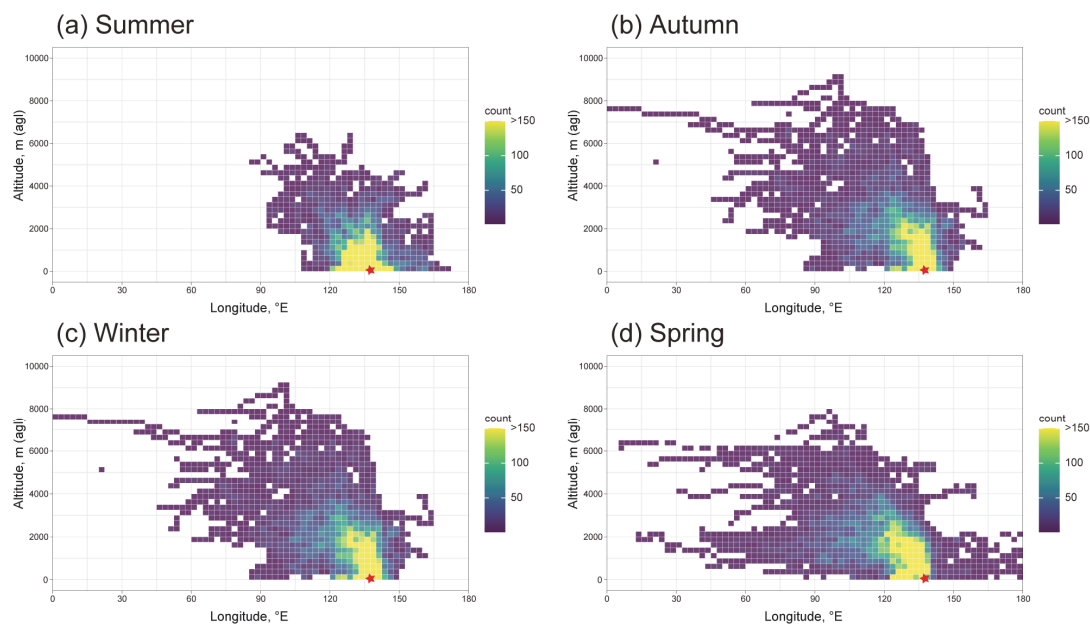 (a) Summer
(b) Autumn
10000
8000
6000
4000
2000
0
Altitude, m (agl)
0 30 60 90 120 150 180
Longitude, °E
count
>150
100
50
10000
8000
6000
4000
2000
0
Altitude, m (agl)
0 30 60 90 120 150 180
Longitude, °E
count
>150
100
50
(c) Winter
(d) Spring
10000
8000
6000
4000
2000
0
Altitude, m (agl)
0 30 60 90 120 150 180
Longitude, °E
count
>150
100
50
10000
8000
6000
4000
2000
0
Altitude, m (agl)
0 30 60 90 120 150 180
Longitude, °E
count
>150
100
50